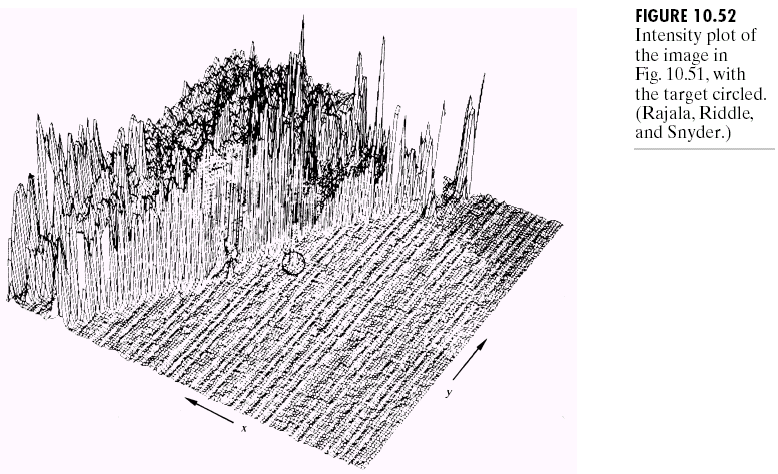 FIGURE 10.52
Intensity plot of
the image in
Fig. 10.51, with
the target circled.
(Rajala, Riddle,
and Snyder.)
y
x